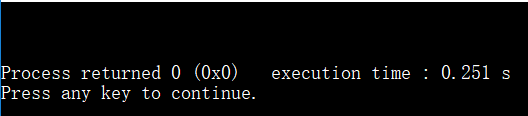 Process returned 0 (0x0)   execution time : 0.251 s
Press any key to continue.